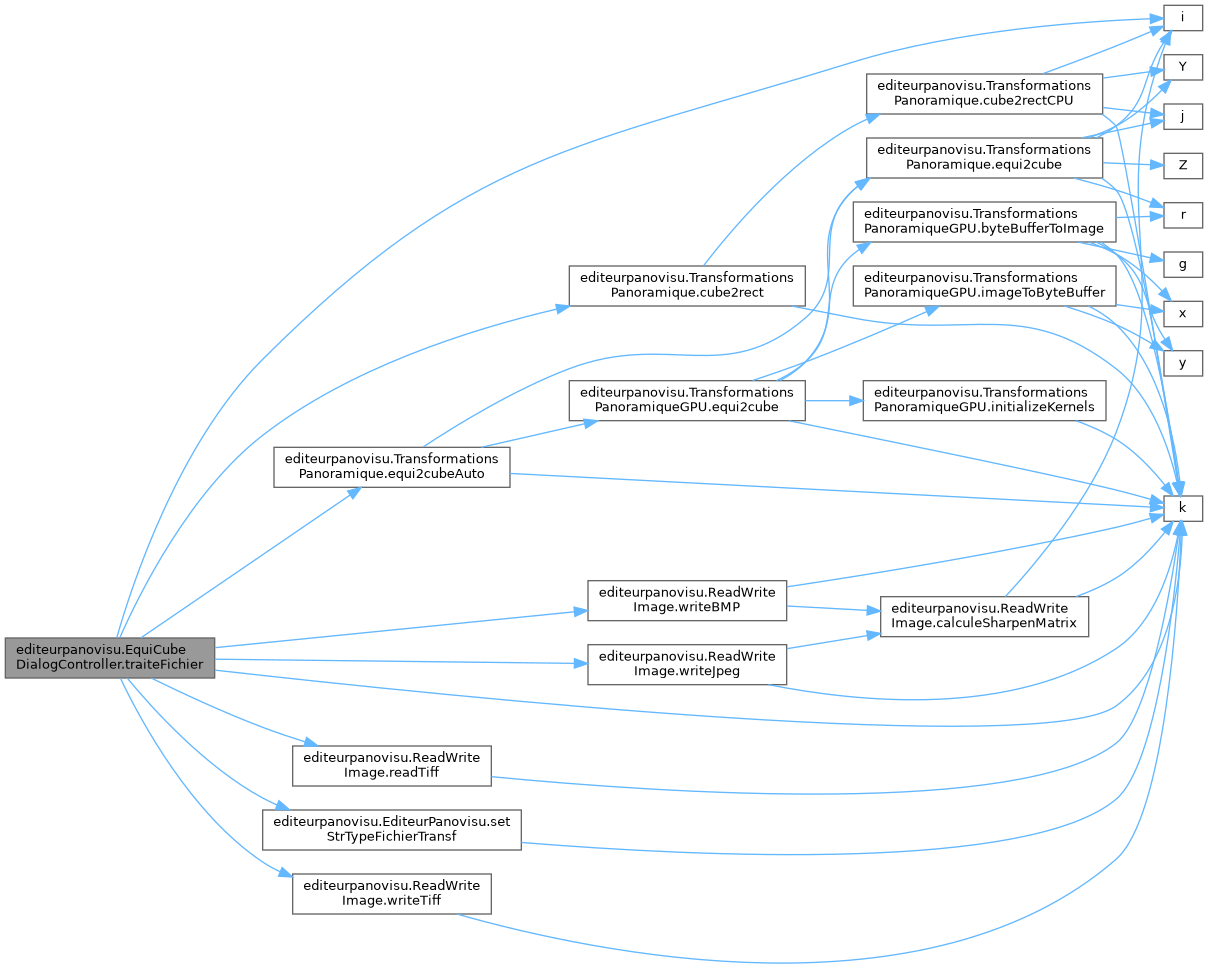 i
editeurpanovisu.Transformations
Panoramique.cube2rectCPU
Y
j
editeurpanovisu.Transformations
Panoramique.equi2cube
Z
editeurpanovisu.Transformations
PanoramiqueGPU.byteBufferToImage
r
g
editeurpanovisu.Transformations
Panoramique.cube2rect
editeurpanovisu.Transformations
PanoramiqueGPU.imageToByteBuffer
x
y
editeurpanovisu.Transformations
PanoramiqueGPU.equi2cube
editeurpanovisu.Transformations
PanoramiqueGPU.initializeKernels
editeurpanovisu.Transformations
Panoramique.equi2cubeAuto
k
editeurpanovisu.ReadWrite
Image.writeBMP
editeurpanovisu.ReadWrite
Image.calculeSharpenMatrix
editeurpanovisu.EquiCube
DialogController.traiteFichier
editeurpanovisu.ReadWrite
Image.writeJpeg
editeurpanovisu.ReadWrite
Image.readTiff
editeurpanovisu.EditeurPanovisu.set
StrTypeFichierTransf
editeurpanovisu.ReadWrite
Image.writeTiff